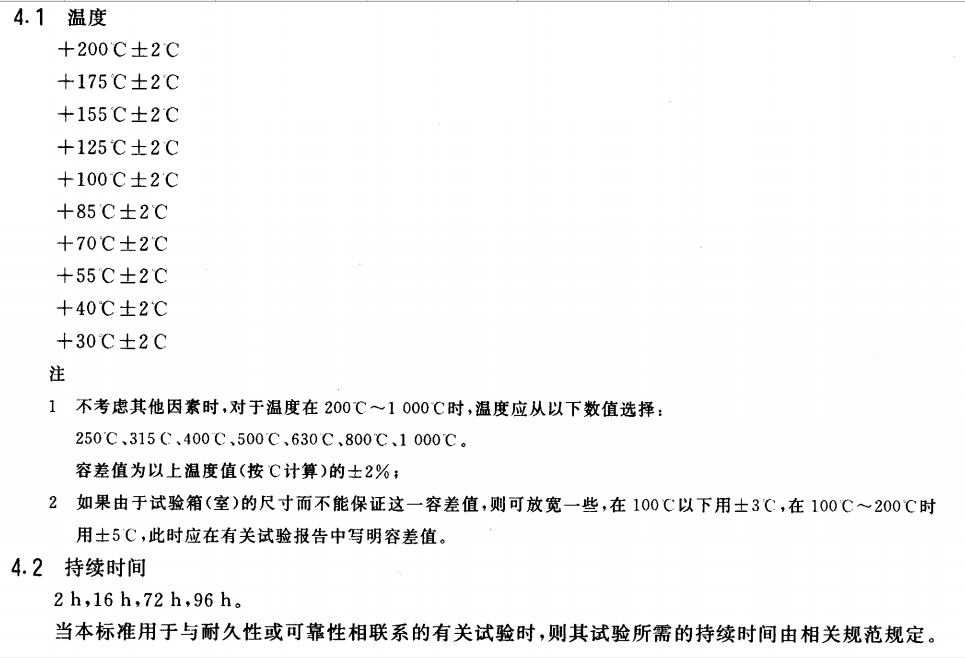 4.1 温度
+200℃±2℃
+175℃±2℃
+155℃±2℃
+125℃±2℃
+100℃±2℃
+85℃±2℃
+70℃±2℃
+55℃±2℃
+40℃±2℃
+30℃±2℃
注
1 不考虑其他因素时,对于温度在 200℃～1 000℃时,温度应从以下数值选择:
250℃、315℃、400℃、500℃、630℃、800℃、1 000℃。
容差值为以上温度值(按℃计算)的±2%;
2 如果由于试验箱(室)的尺寸而不能保证这一容差值,则可放宽一些,在 100℃以下用±3℃,在 100℃～200℃时
用±5℃,此时应在有关试验报告中写明容差值。
4.2 持续时间
2 h,16 h,72 h,96 h。
当本标准用于与耐久性或可靠性相联系的有关试验时,则其试验所需的持续时间由相关规范规定。